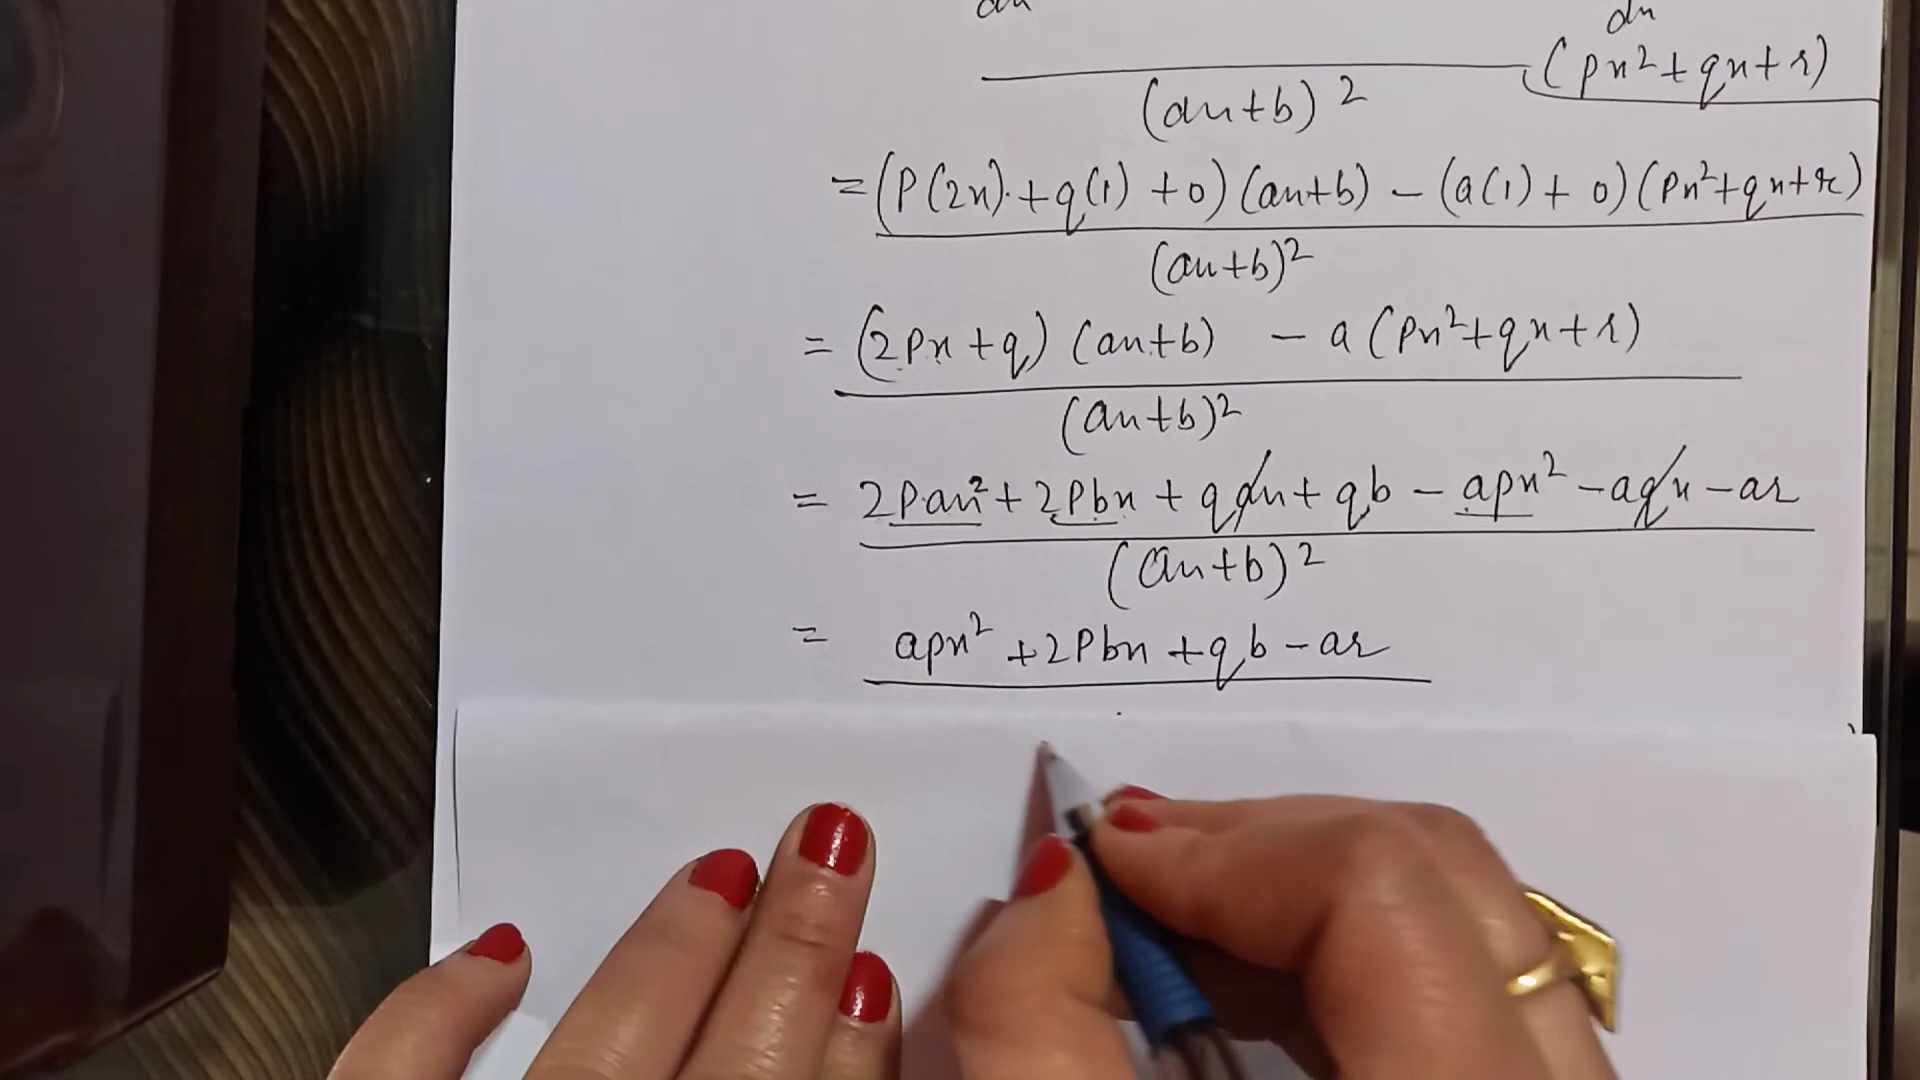 dx
(px²+qx+r)
(ax+b)²
=(P(2x)+q(1)+0)(ax+b)-(a(1)+0)(Px²+qx+r)
(ax+b)²
=(2Px+q)(ax+b) - a(Px²+qx+r)
(ax+b)²
= 2Pax²+2Pbx+qax+qb-apx²-aqx-ar
(ax+b)²
= apx²+2Pbx+qb-ar